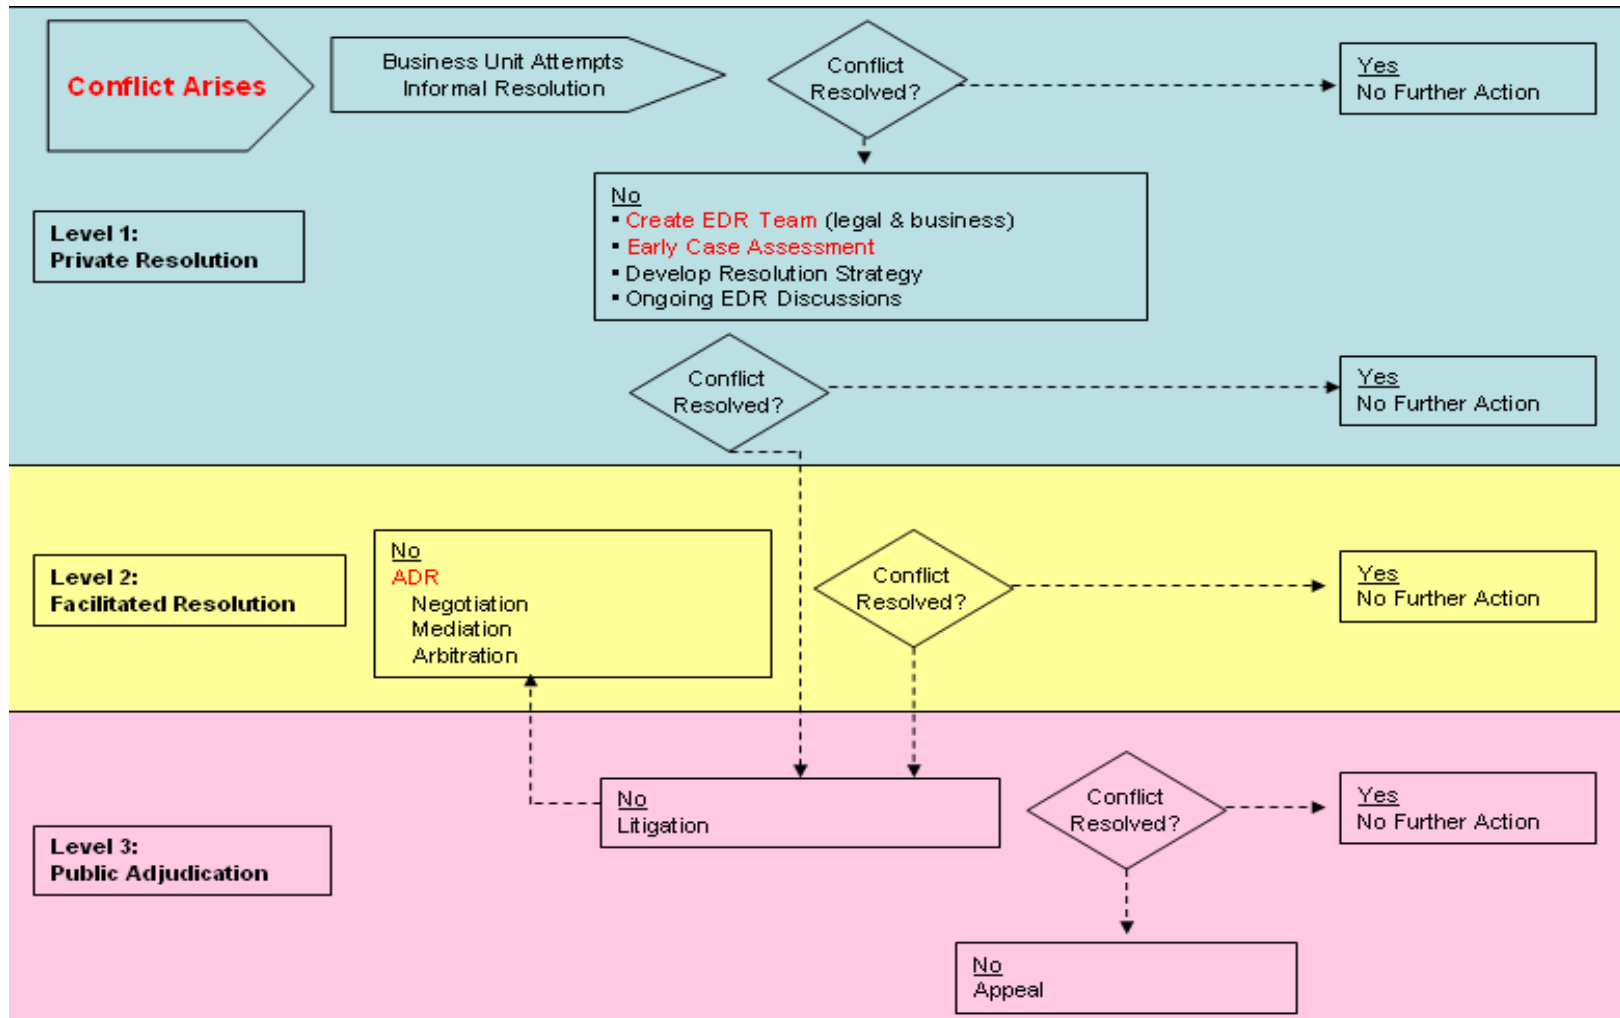 Conflict Arises
Business Unit Attempts
Informal Resolution
Conflict
Resolved?
Yes
No Further Action
No
▪ Create EDR Team (legal & business)
▪ Early Case Assessment
▪ Develop Resolution Strategy
▪ Ongoing EDR Discussions
Level 1:
Private Resolution
Conflict
Resolved?
Yes
No Further Action
Level 2:
Facilitated Resolution
No
ADR
Negotiation
Mediation
Arbitration
Conflict
Resolved?
Yes
No Further Action
Level 3:
Public Adjudication
No
Litigation
Conflict
Resolved?
Yes
No Further Action
No
Appeal